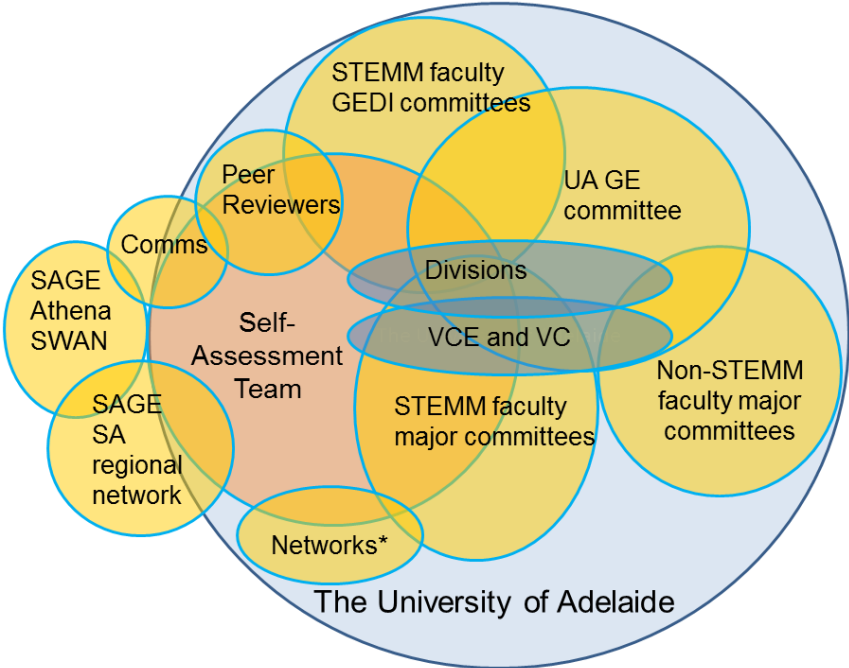 STEMM faculty
GEDI committees
Peer
Reviewers
UA GE
committee
Comms
Divisions
SAGE
Athena
SWAN
Self-
Assessment
Team
VCE and VC
Non-STEMM
faculty major
committees
SAGE
SA
regional
network
STEMM faculty
major committees
Networks*
The University of Adelaide